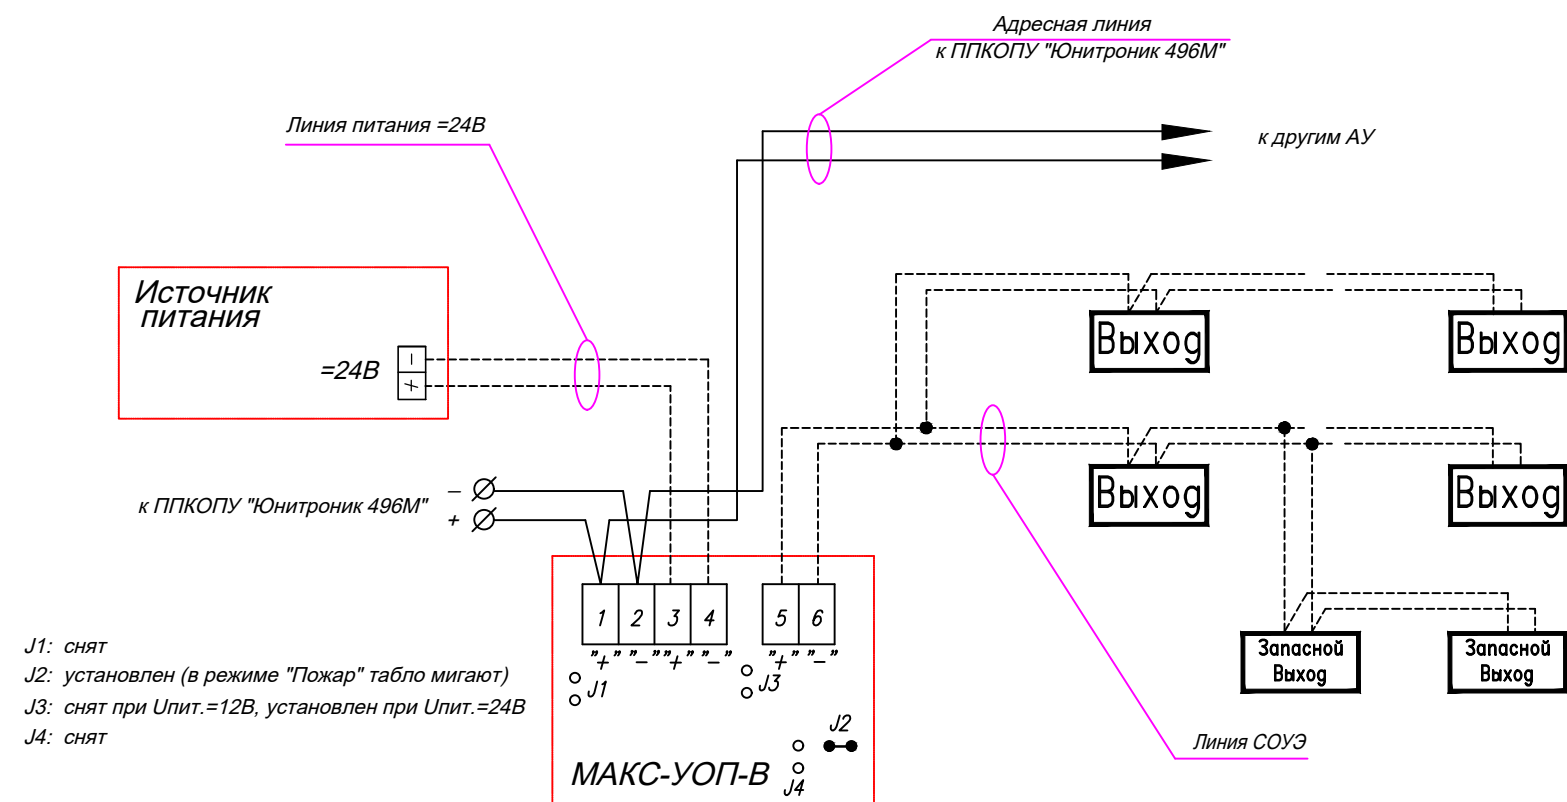 Адресная линия
к ППКОПУ "Юнитроник 496М"
Линия питания =24В
к другим АУ
Источник
питания
=24В
–
+
Выход
Выход
Выход
Выход
к ППКОПУ "Юнитроник 496М"
–
+
1 2 3 4 5 6
"+" "–" "+" "–" "+" "–"
Запасной
Выход
Запасной
Выход
J1: снят
J2: установлен (в режиме "Пожар" табло мигают)
J3: снят при Uпит.=12В, установлен при Uпит.=24В
J4: снят
J1
J3
J2
J4
МАКС-УОП-В
Линия СОУЭ